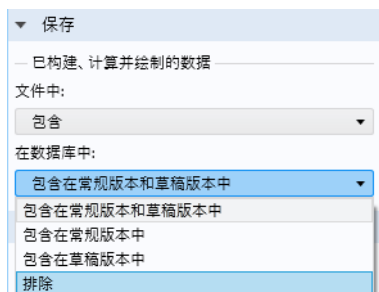 保存
已构建、计算并绘制的数据
文件中:
包含
在数据库中:
包含在常规版本和草稿版本中
包含在常规版本和草稿版本中
包含在常规版本中
包含在草稿版本中
排除